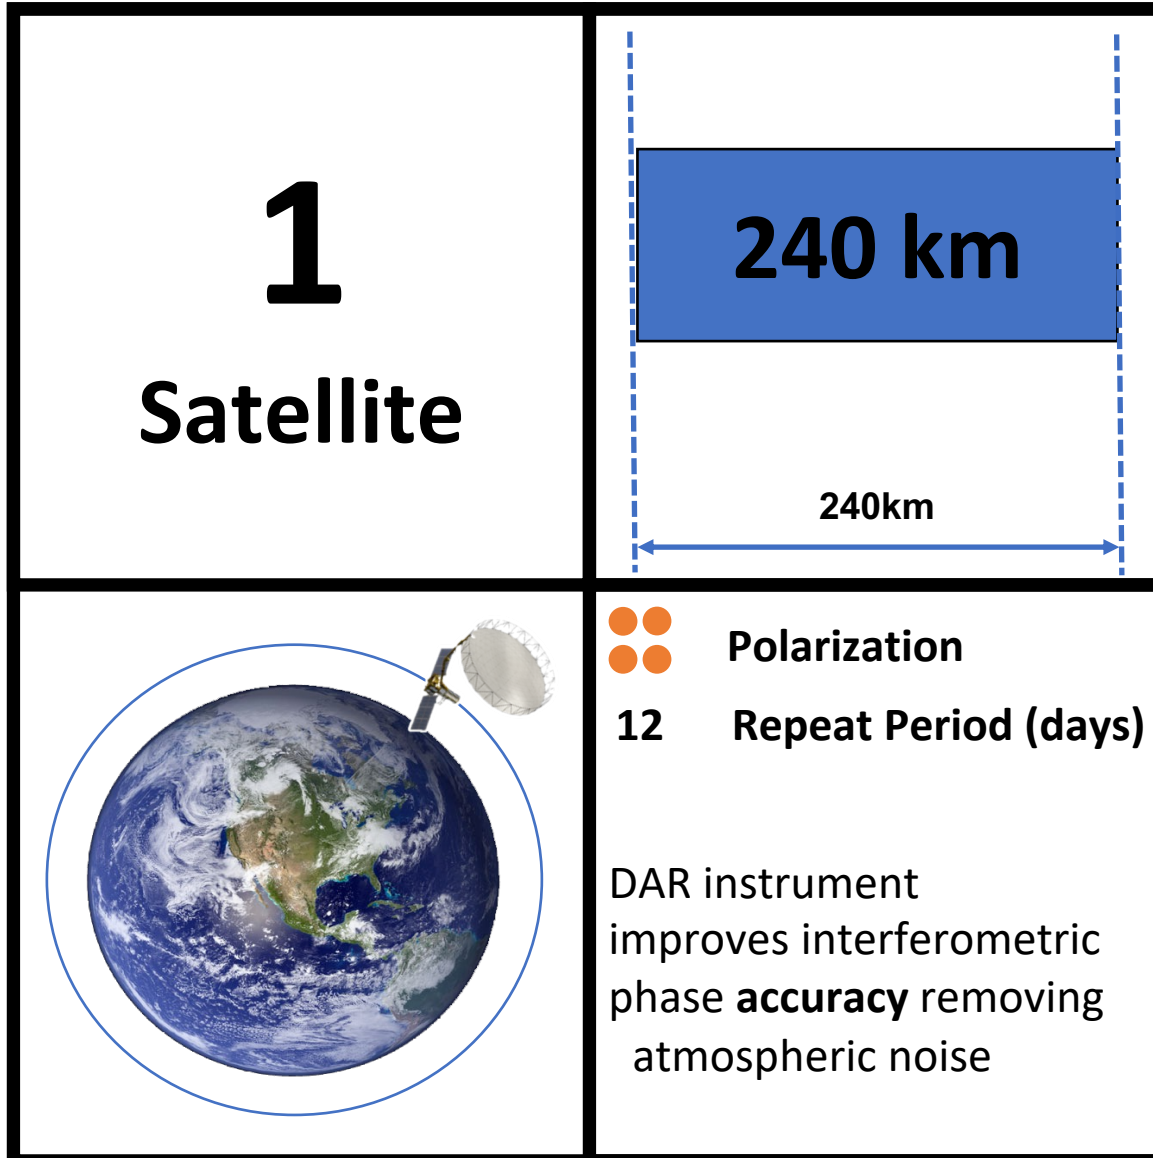 1
Satellite
240 km
240km
Polarization
12 Repeat Period (days)
DAR instrument
improves interferometric
phase accuracy removing
atmospheric noise